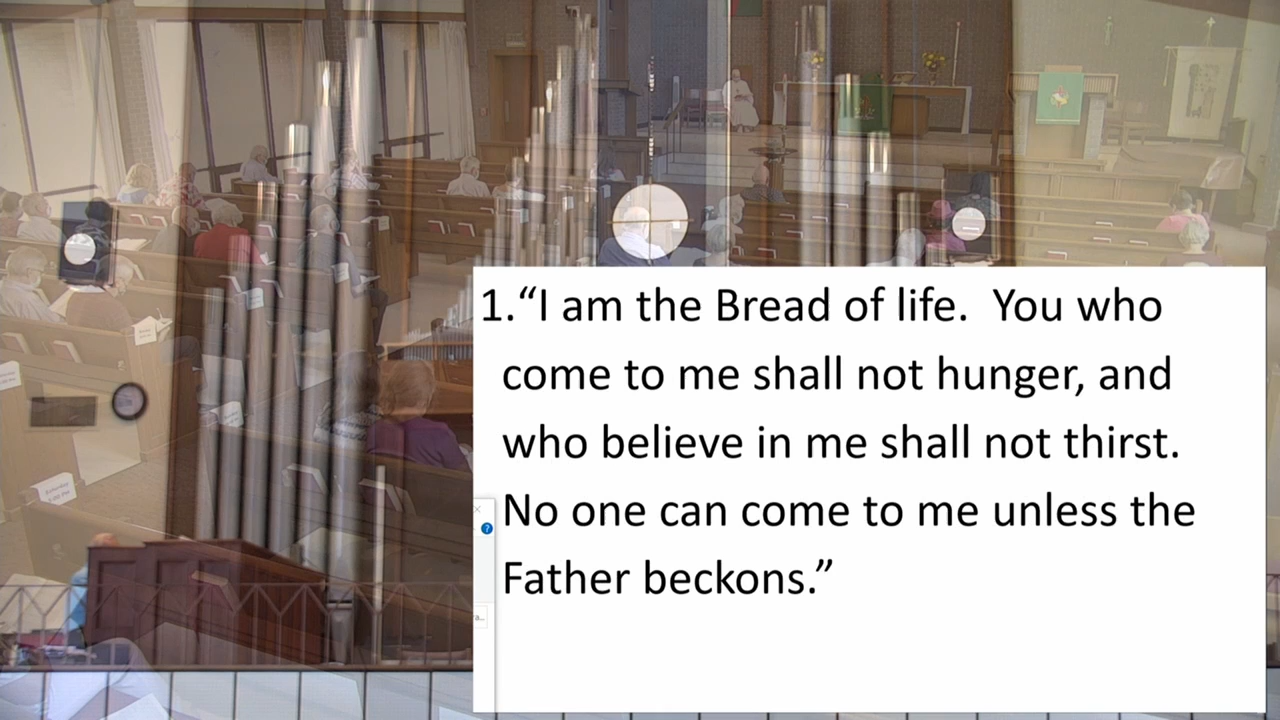 1.“I am the Bread of life.  You who
come to me shall not hunger, and
who believe in me shall not thirst.
No one can come to me unless the
Father beckons.”
?